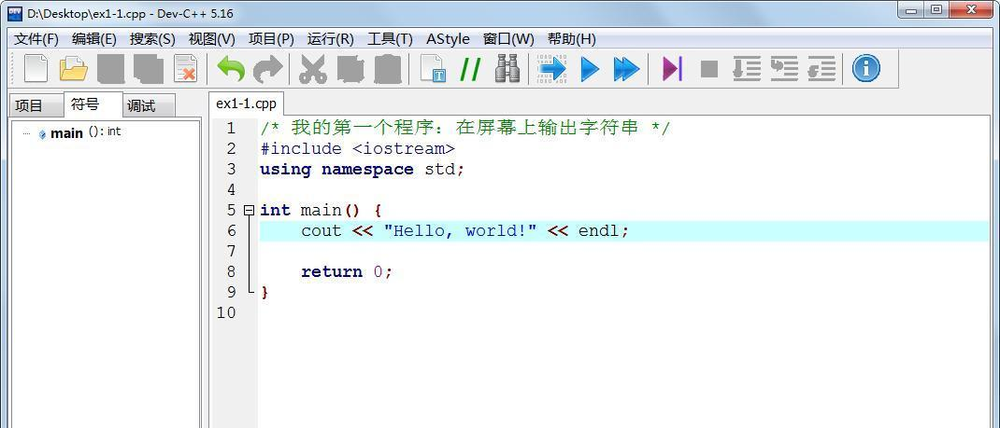 D:\Desktop\ex1-1.cpp - Dev-C++ 5.16
文件(F) 编辑(E) 搜索(S) 视图(V) 项目(P) 运行(R) 工具(T) AStyle 窗口(W) 帮助(H)
项目 符号 调试
main (): int
ex1-1.cpp
1 /* 我的第一个程序：在屏幕上输出字符串 */
2 #include <iostream>
3 using namespace std;
4
5 int main() {
6 cout << "Hello, world!" << endl;
7
8 return 0;
9 }
10